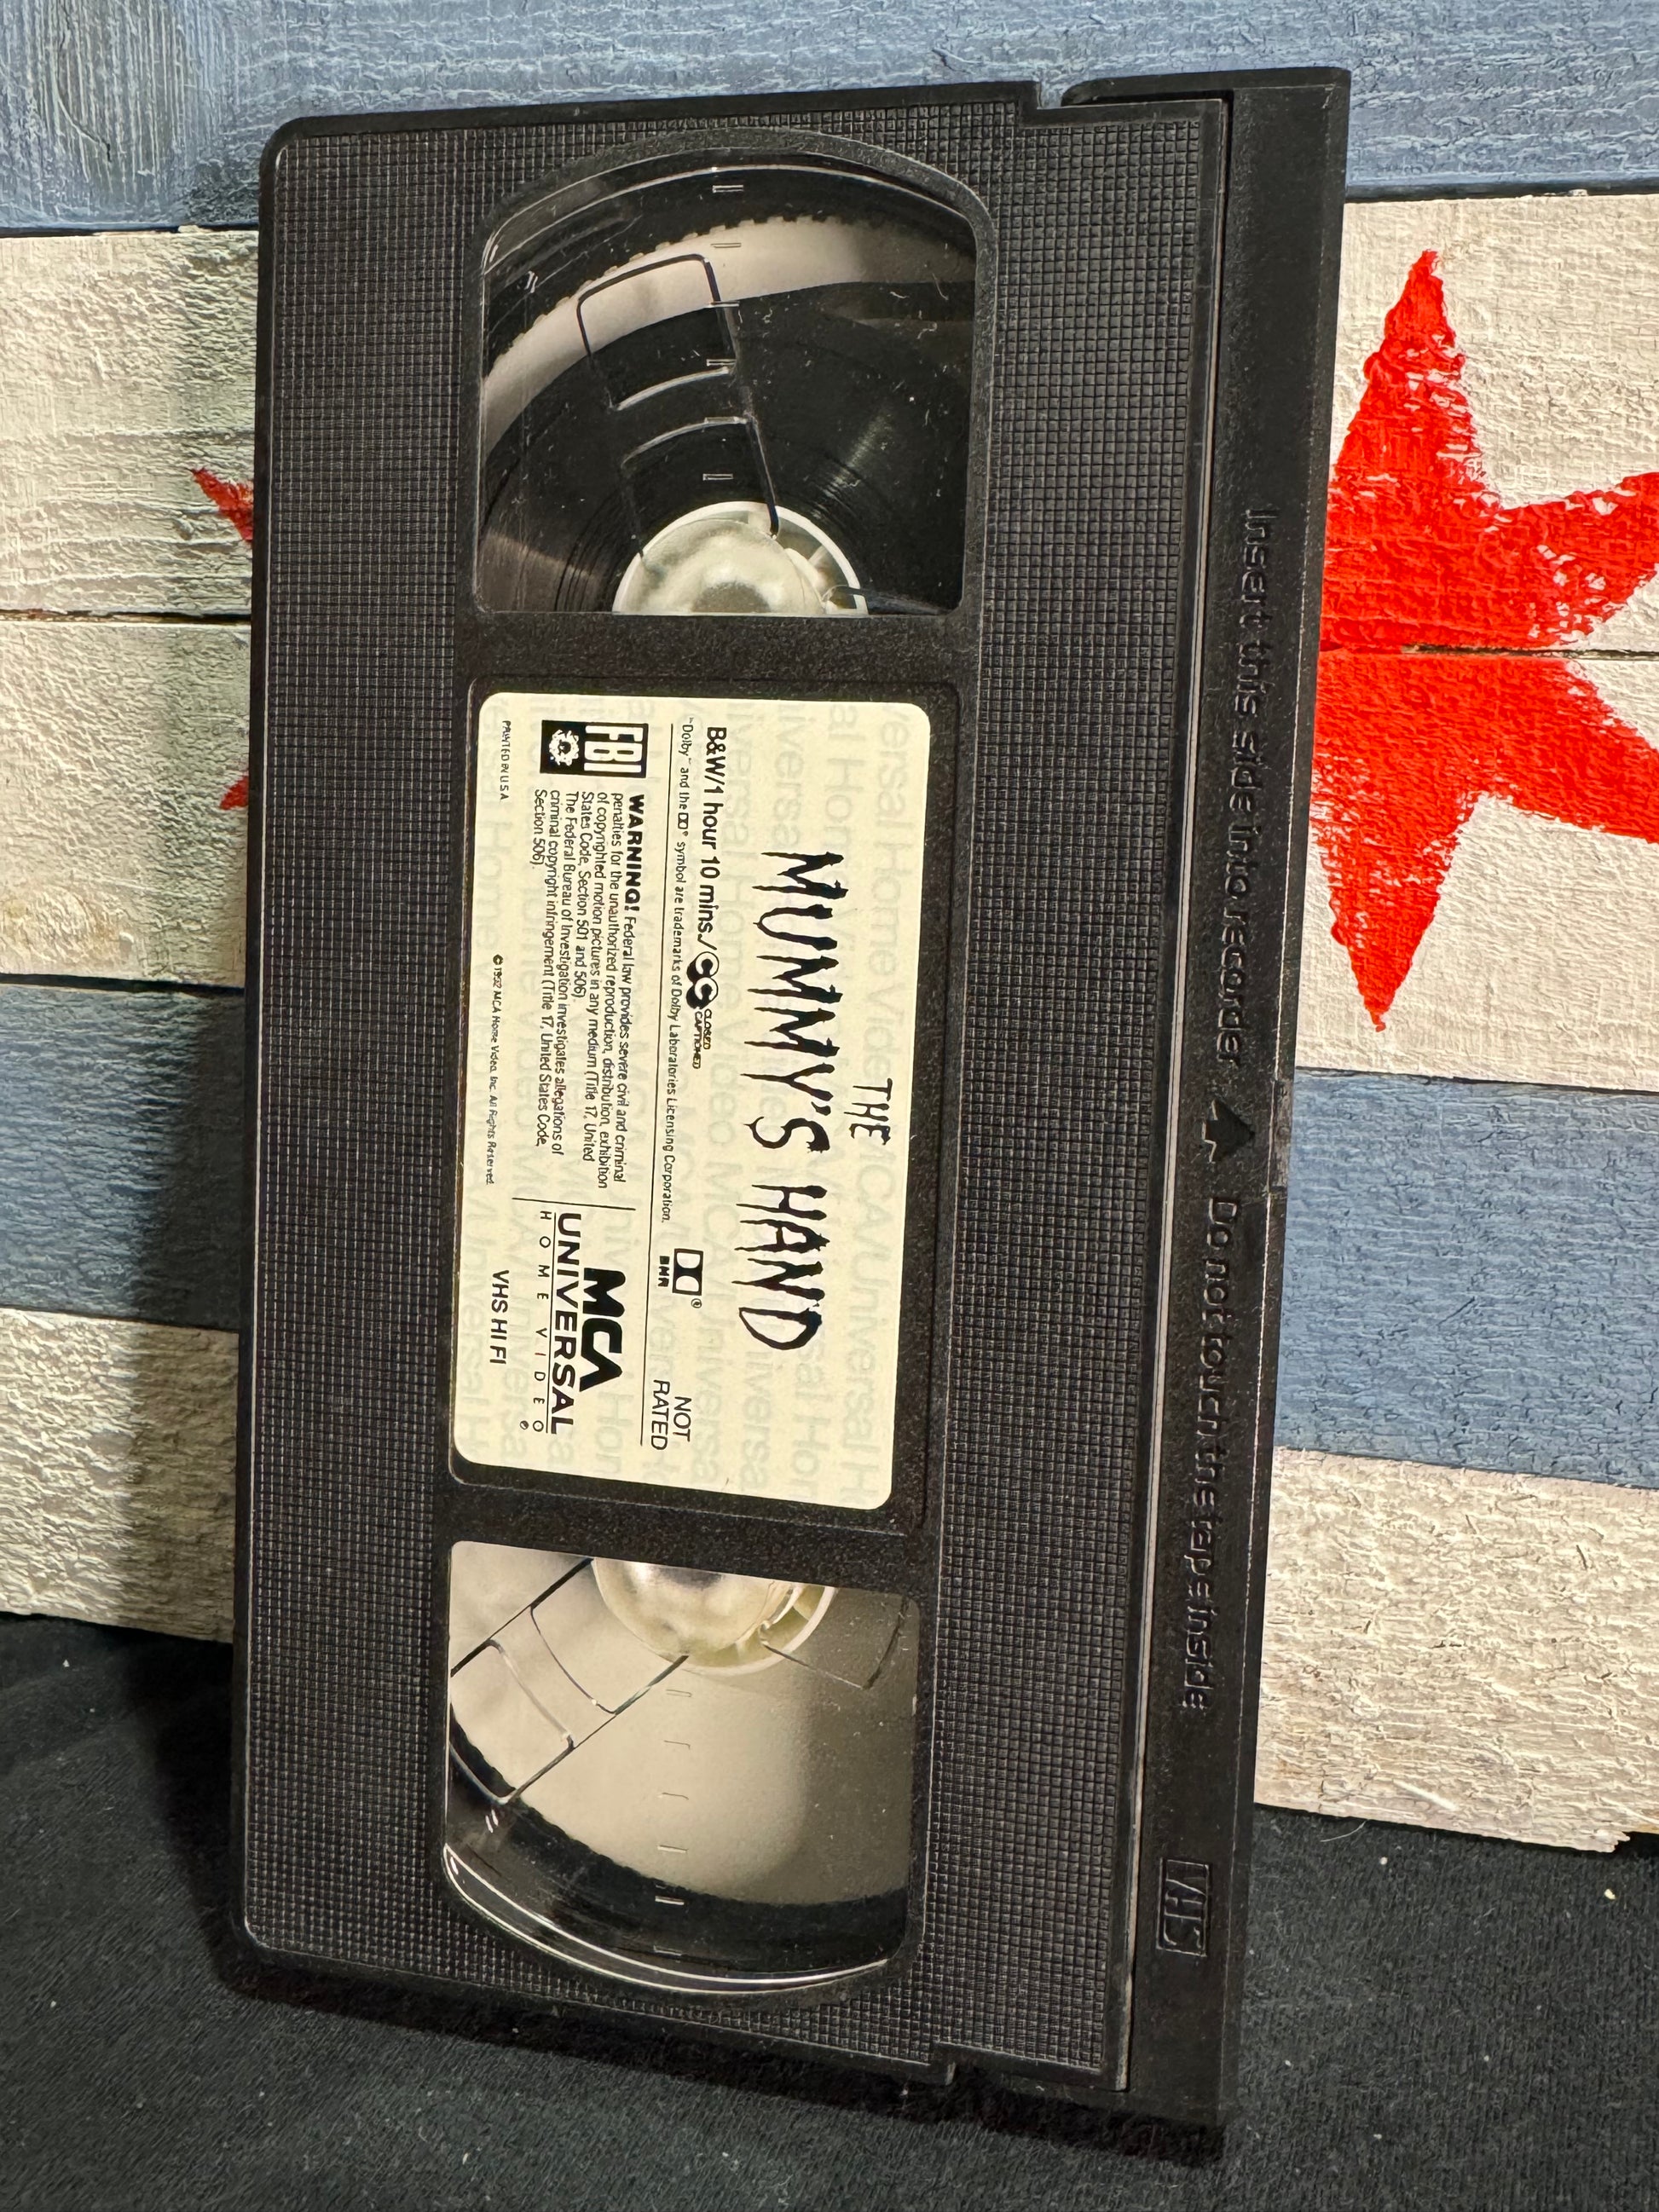 THE
MUMMY'S HAND
B&W/1 hour 10 mins./CC CLOSED CAPTIONED
NOT
RATED
"Dolby" and the DD® symbol are trademarks of Dolby Laboratories Licensing Corporation.
BNR
FBI
WARNING! Federal law provides severe civil and criminal
penalties for the unauthorized reproduction, distribution, exhibition
of copyrighted motion pictures in any medium (Title 17, United
States Code, Section 501 and 506).
The Federal Bureau of Investigation investigates allegations of
criminal copyright infringement (Title 17, United States Code,
Section 506).
MCA
UNIVERSAL
HOME VIDEO
PRINTED IN U.S.A.
© 1992 MCA Home Video, Inc. All Rights Reserved.
VHS HI FI
Insert this side into recorder
Do not touch the tape inside
VHS